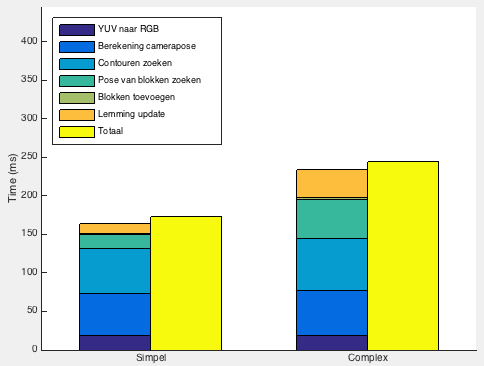 YUV naar RGB
Berekening camerapose
Contouren zoeken
Pose van blokken zoeken
Blokken toevoegen
Lemming update
Totaal
Time (ms)
400
350
300
250
200
150
100
50
0
Simpel
Complex